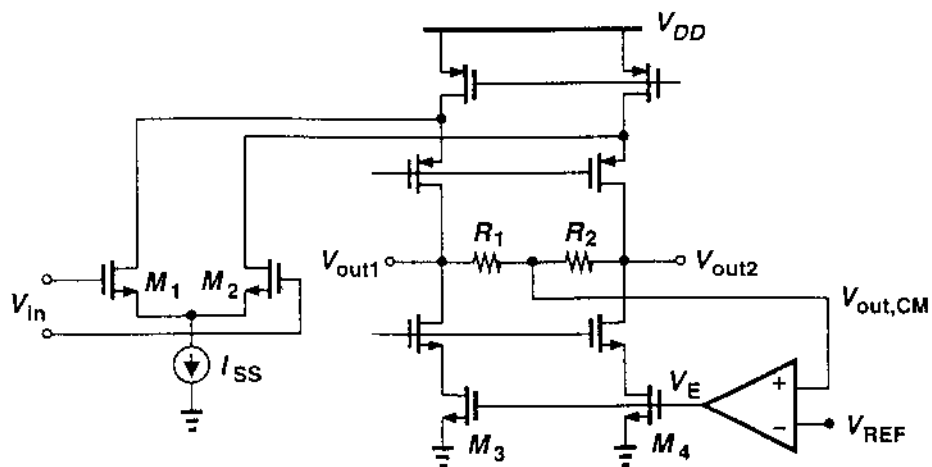 V_DD
R_1
R_2
V_out1
V_out2
M_1
M_2
V_in
V_out,CM
I_SS
V_E
+
−
V_REF
M_3
M_4